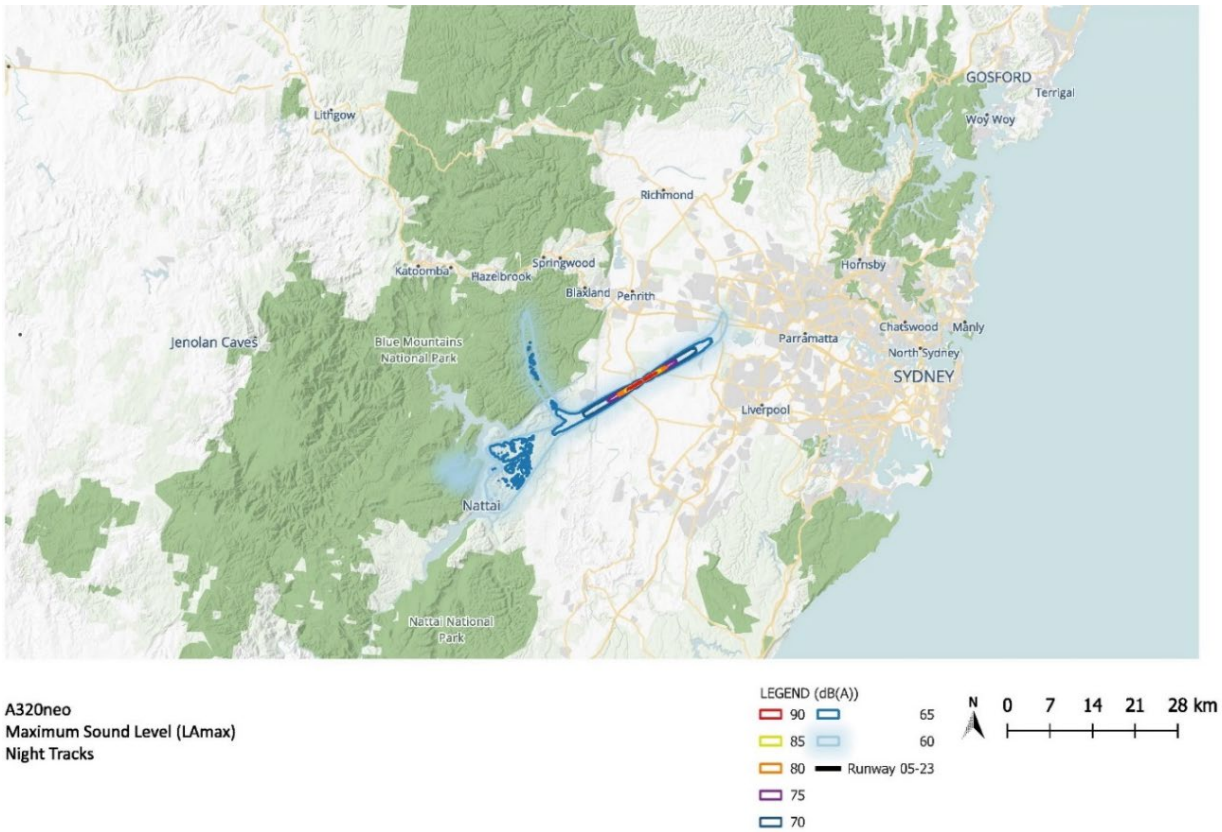 GOSFORD
Terrigal
Woy Woy
Lithgow
Richmond
Hornsby
Springwood
Katoomba
Hazelbrook
Blaxland
Penrith
Chatswood
Manly
Parramatta
Jenolan Caves
Blue Mountains
National Park
North Sydney
SYDNEY
Liverpool
Nattai
Nattai National
Park
A320neo
Maximum Sound Level (LAmax)
Night Tracks
LEGEND (dB(A))
90 65
85 60
80 Runway 05-23
75
70
N 0 7 14 21 28 km